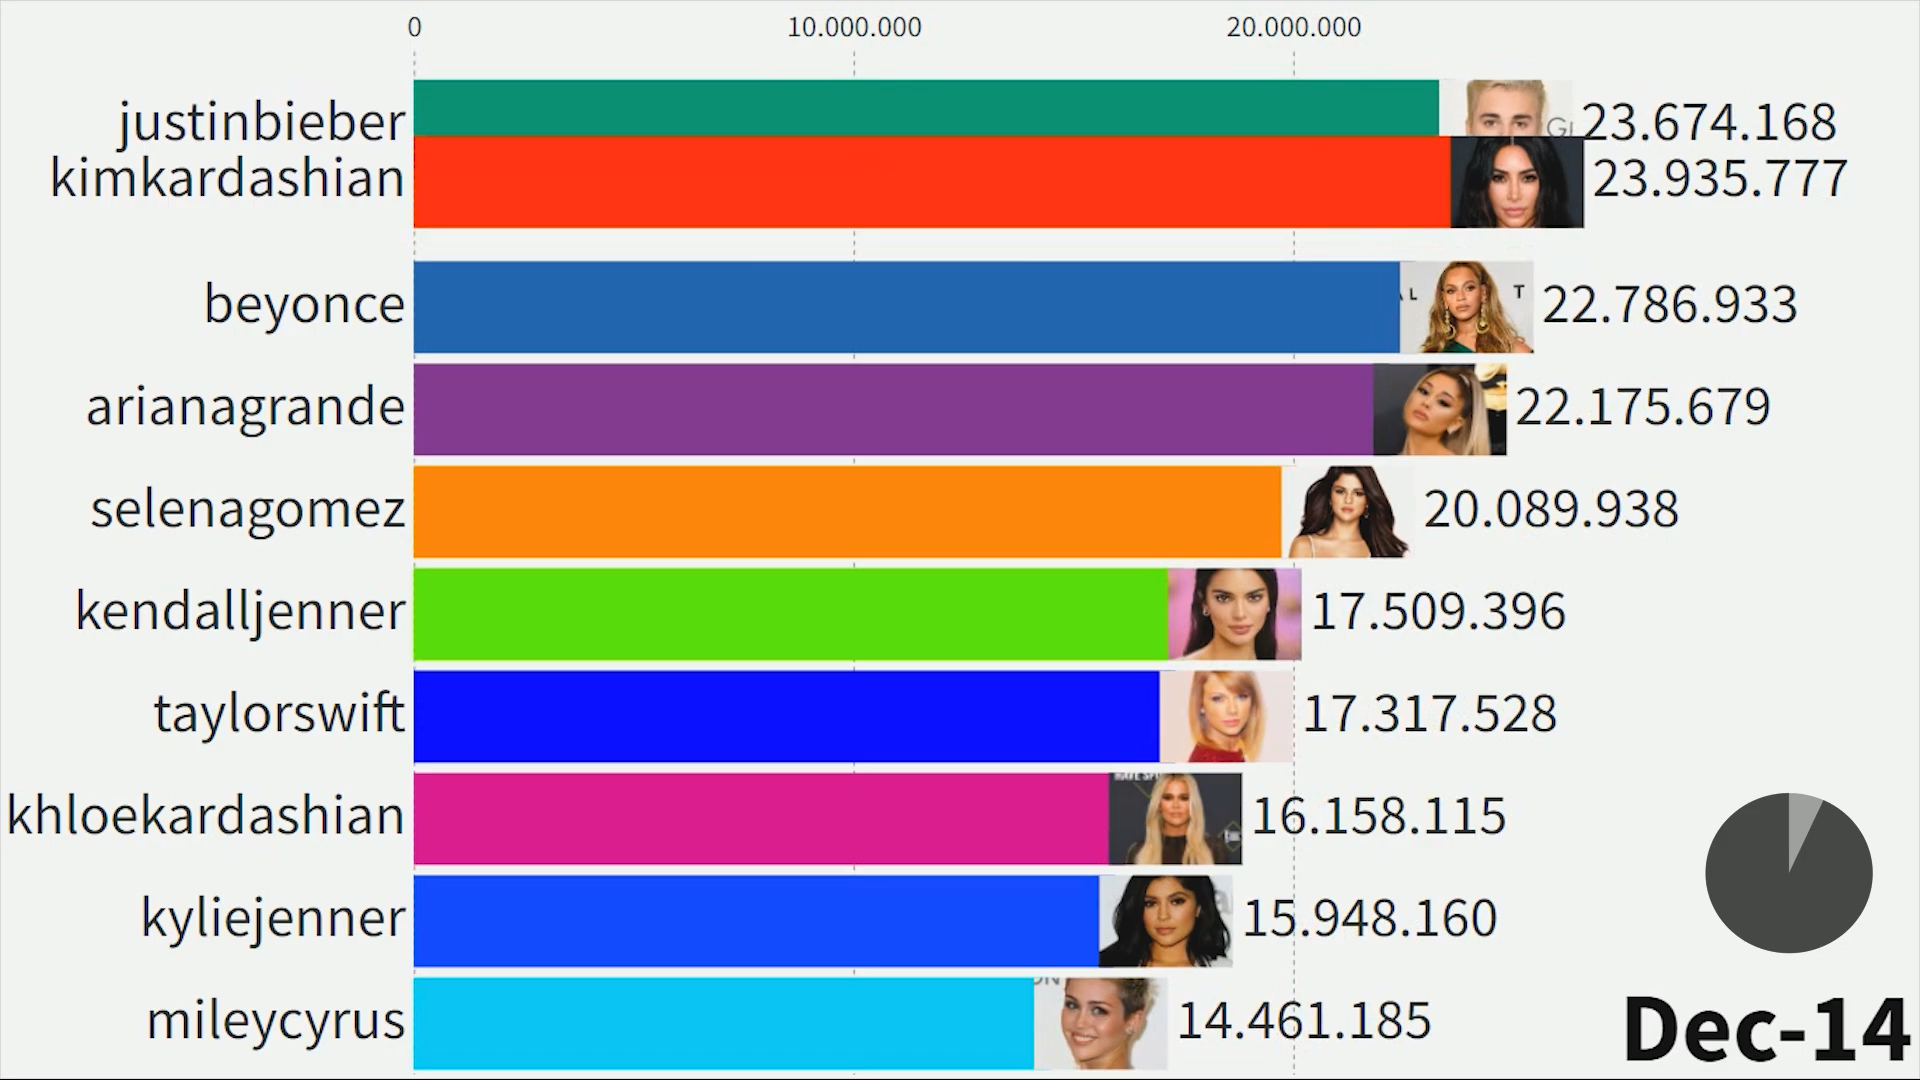 0 10.000.000 20.000.000
justinbieber 23.674.168
kimkardashian 23.935.777
beyonce 22.786.933
arianagrande 22.175.679
selenagomez 20.089.938
kendalljenner 17.509.396
taylorswift 17.317.528
khloekardashian 16.158.115
kyliejenner 15.948.160
mileycyrus 14.461.185
Dec-14